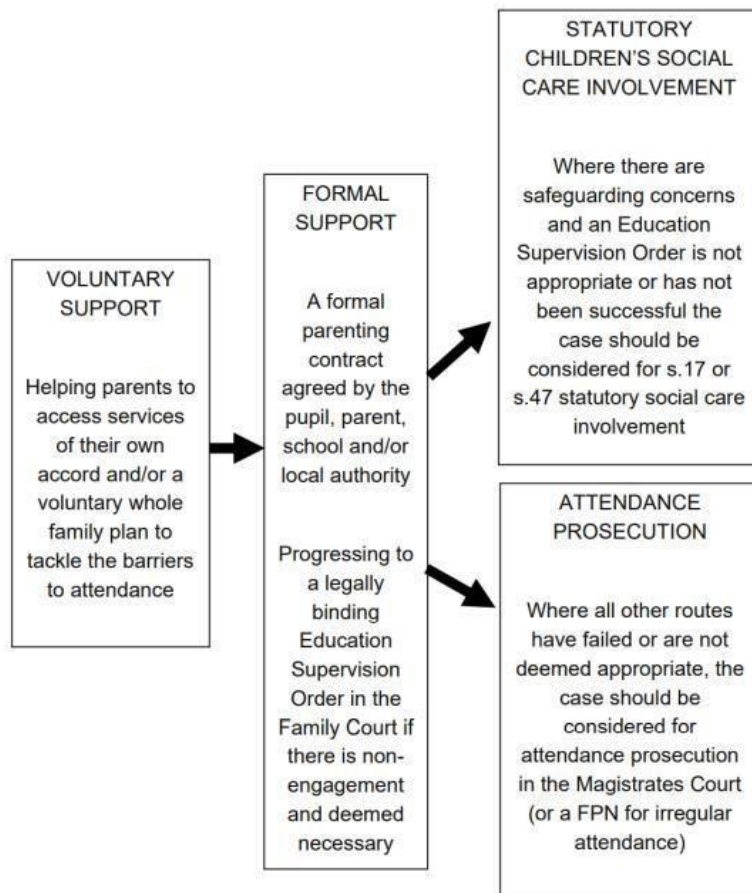 VOLUNTARY
SUPPORT
Helping parents to
access services
of their own
accord and/or a
voluntary whole
family plan to
tackle the barriers
to attendance
FORMAL
SUPPORT
A formal
parenting
contract
agreed by the
pupil, parent,
school and/or
local authority
Progressing to
a legally
binding
Education
Supervision
Order in the
Family Court if
there is non-
engagement
and deemed
necessary
STATUTORY
CHILDREN'S SOCIAL
CARE INVOLVEMENT
Where there are
safeguarding concerns
and an Education
Supervision Order is not
appropriate or has not
been successful the
case should be
considered for s.17 or
s.47 statutory social care
involvement
ATTENDANCE
PROSECUTION
Where all other routes
have failed or are not
deemed appropriate, the
case should be
considered for
attendance prosecution
in the Magistrates Court
(or a FPN for irregular
attendance)